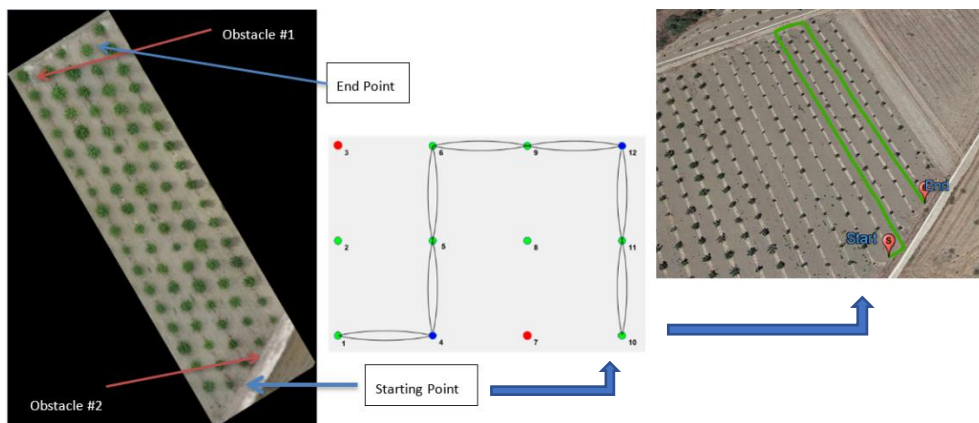 Obstacle #1
End Point
3
6
9
12
2
5
8
11
1
4
7
10
Starting Point
Obstacle #2
Start
S
End